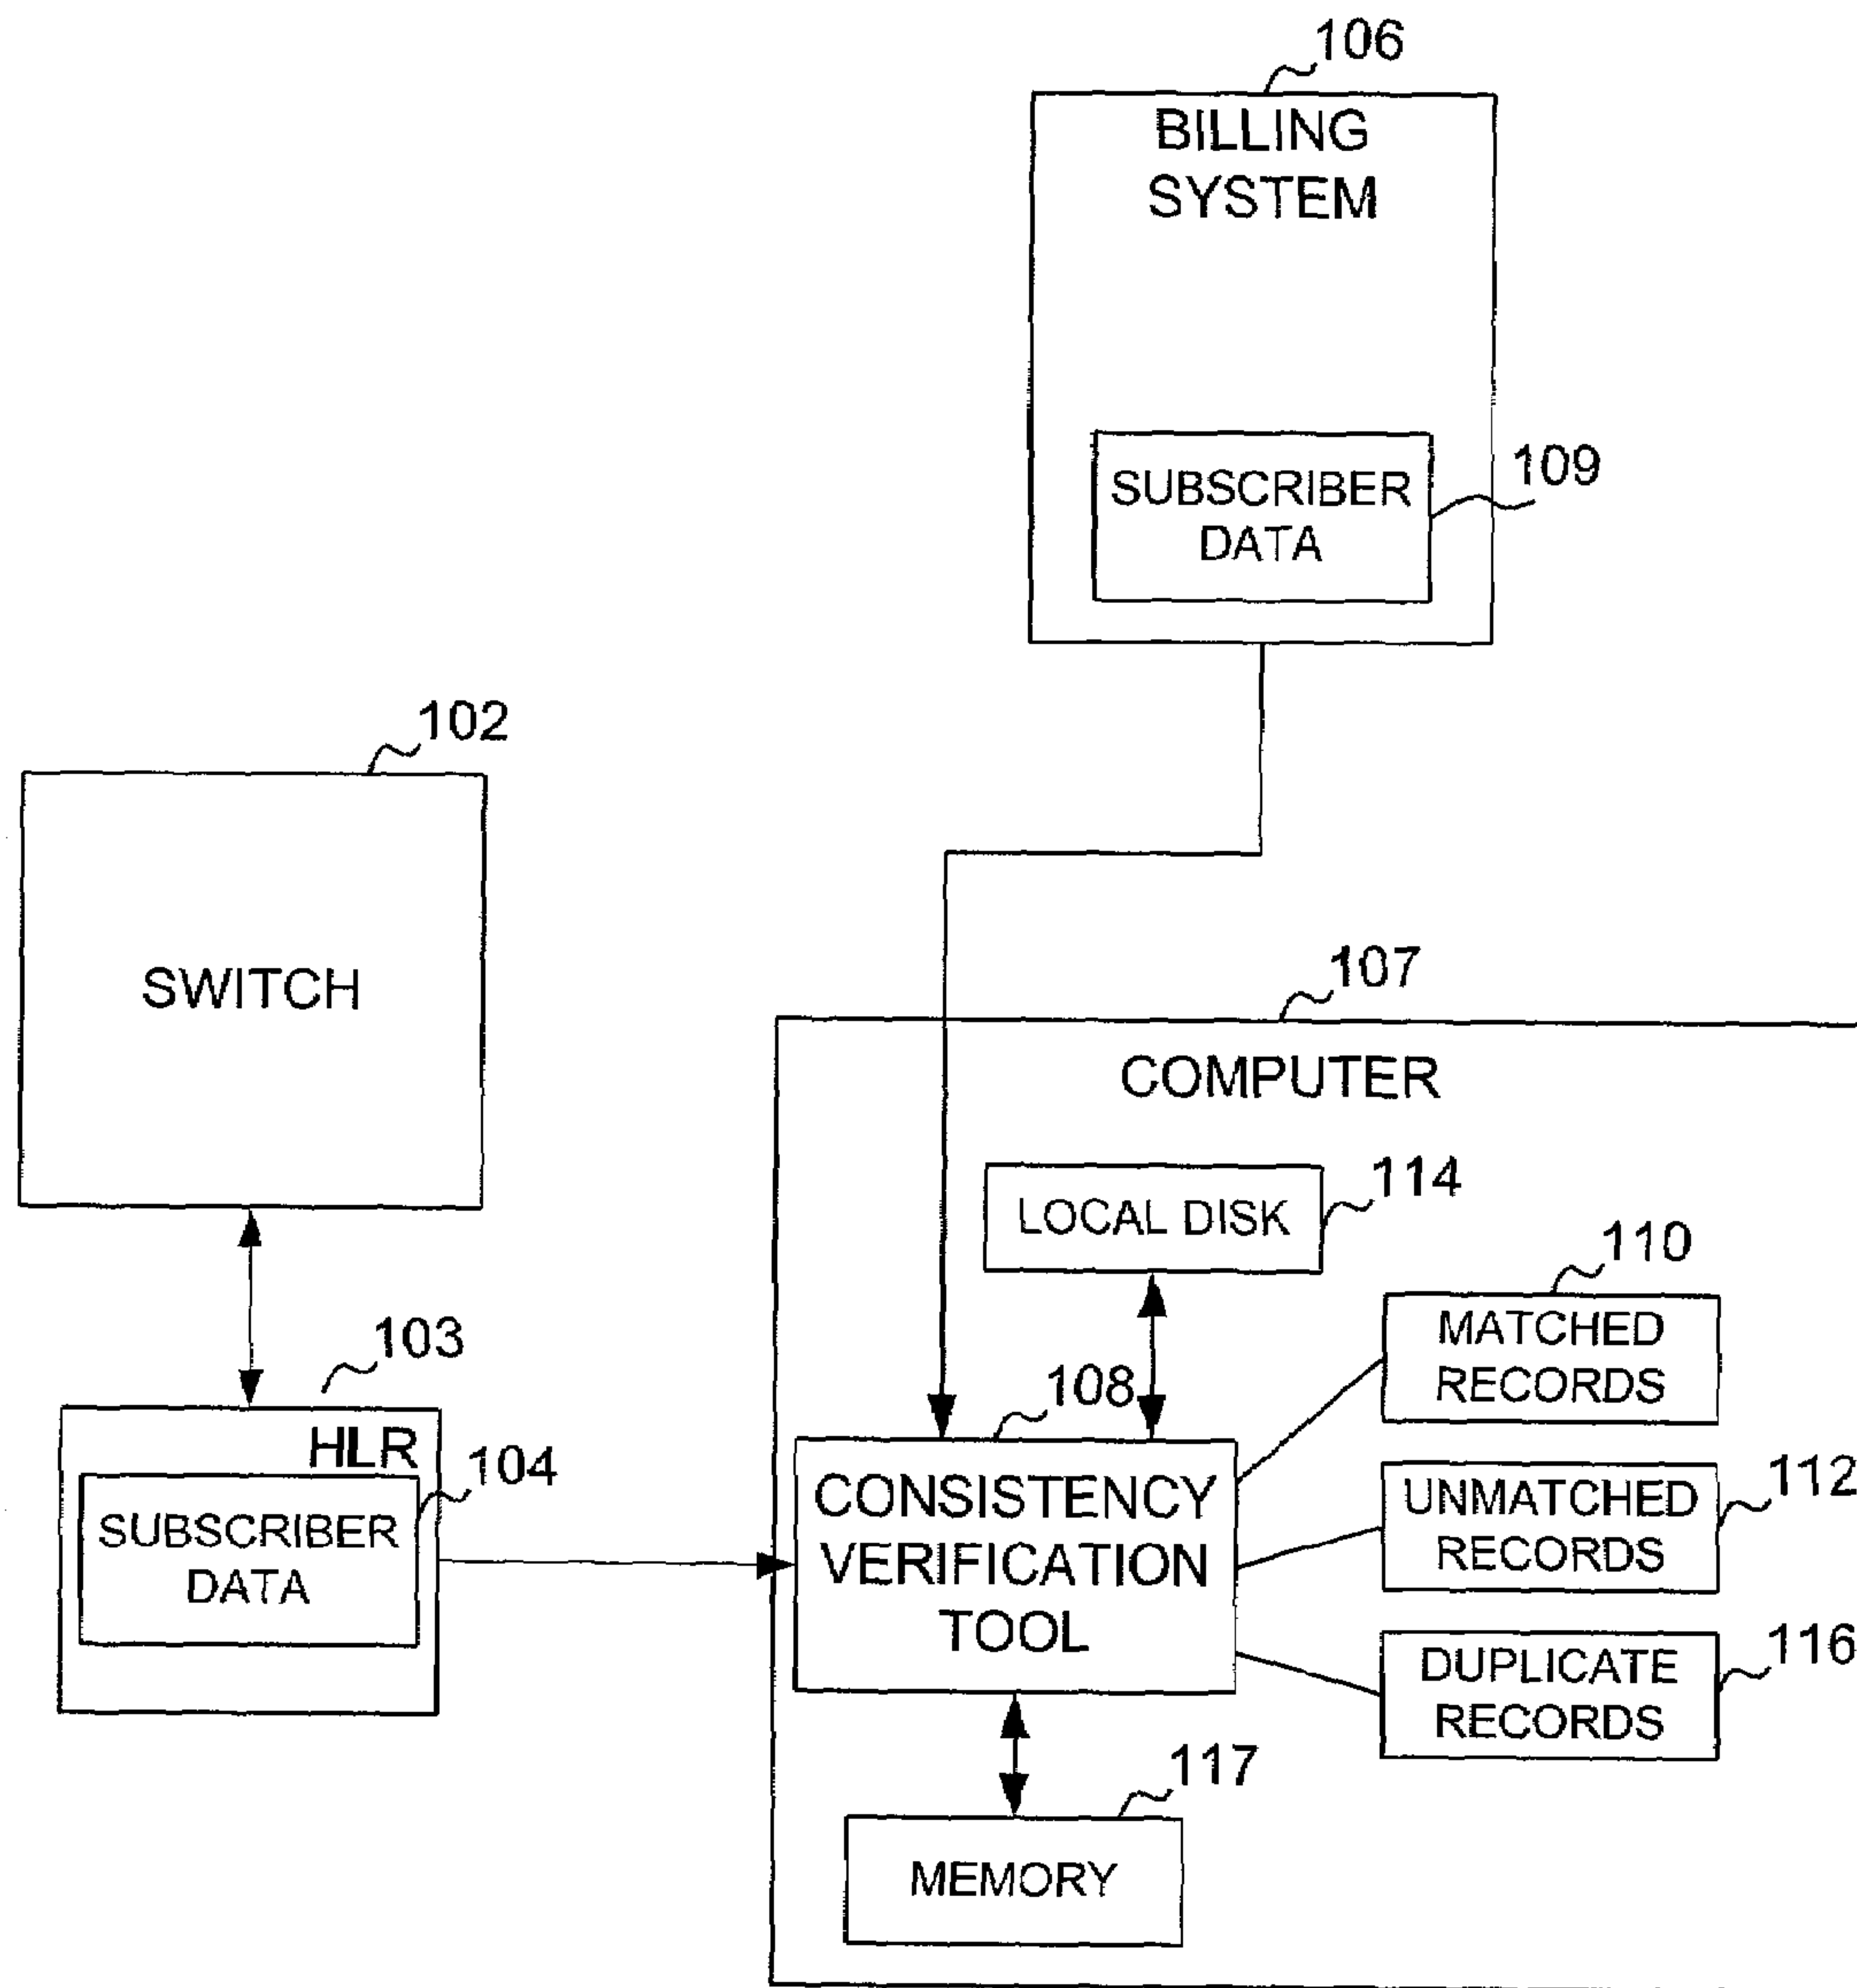 106
BILLING
SYSTEM
SUBSCRIBER
DATA
109
102
SWITCH
107
COMPUTER
LOCAL DISK
114
110
MATCHED
RECORDS
103
HLR
104
SUBSCRIBER
DATA
108
CONSISTENCY
VERIFICATION
TOOL
UNMATCHED
RECORDS
112
DUPLICATE
RECORDS
116
117
MEMORY